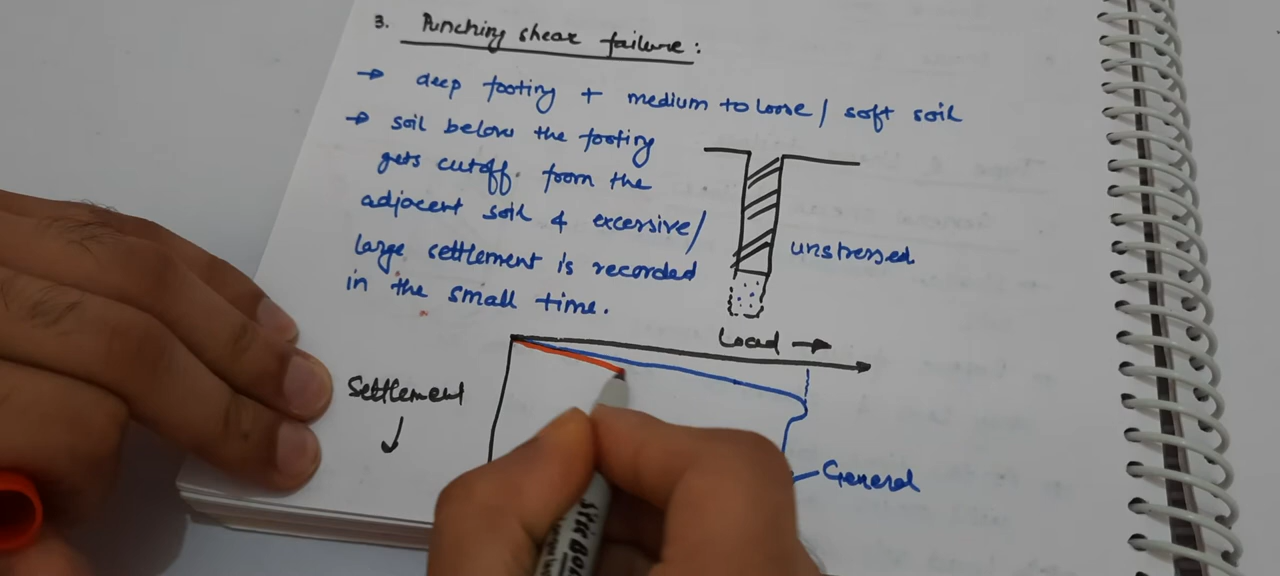 3. Punching shear failure:
→ deep footing + medium to loose / soft soil
→ soil below the footing
gets cutoff from the
adjacent soil & excessive/
large settlement is recorded
in the small time.
unstressed
Load →
Settlement
General